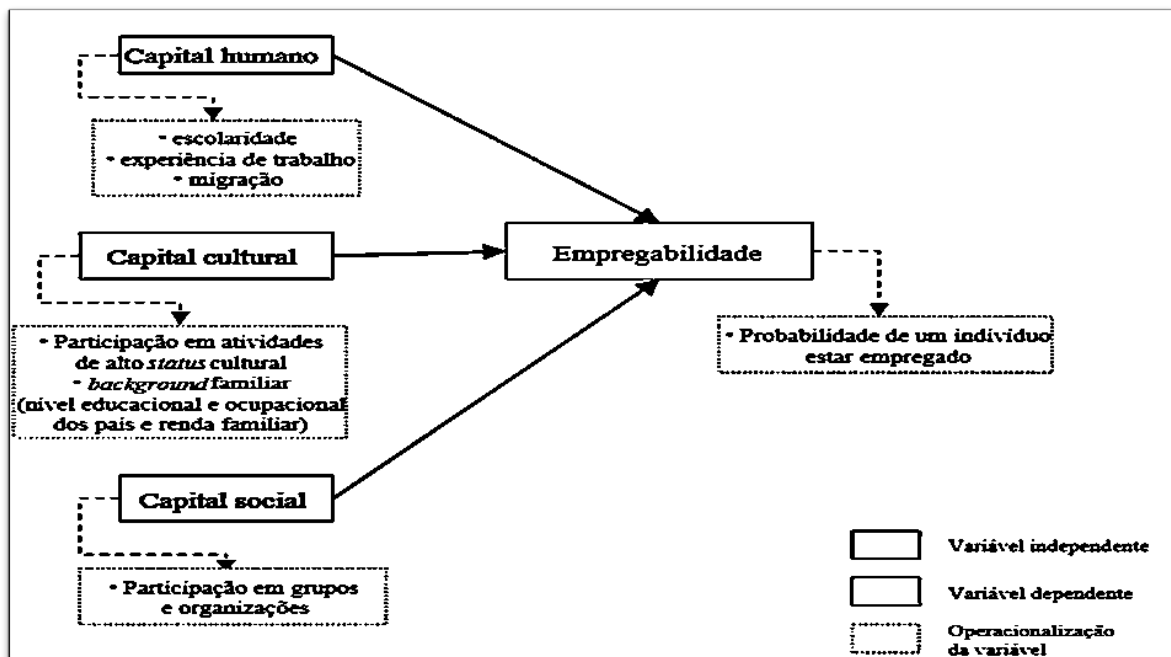 Capital humano
• escolaridade
• experiência de trabalho
• migração
Capital cultural
• Participação em atividades
de alto status cultural
• background familiar
(nível educacional e ocupacional
dos pais e renda familiar)
Capital social
• Participação em grupos
e organizações
Empregabilidade
• Probabilidade de um indivíduo
estar empregado
Variável independente
Variável dependente
Operacionalização
da variável